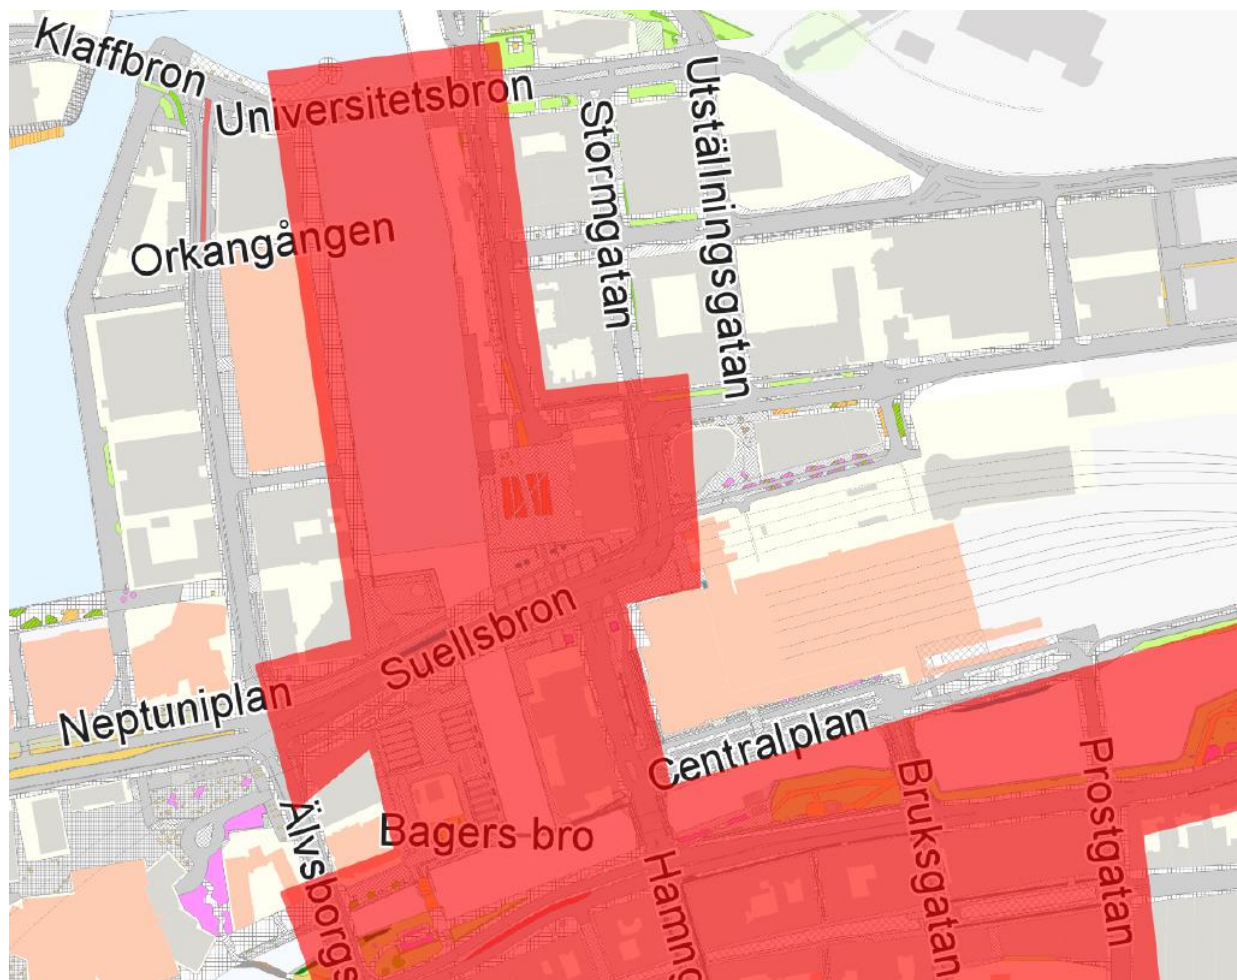 Klaffbron
Universitetsbron
Stormgatan
Utställningsgatan
Orkangången
Suellsbron
Neptuniplan
Centralplan
Älvsborgs
Bagers bro
Hamng
Bruksgatan
Prostgatan